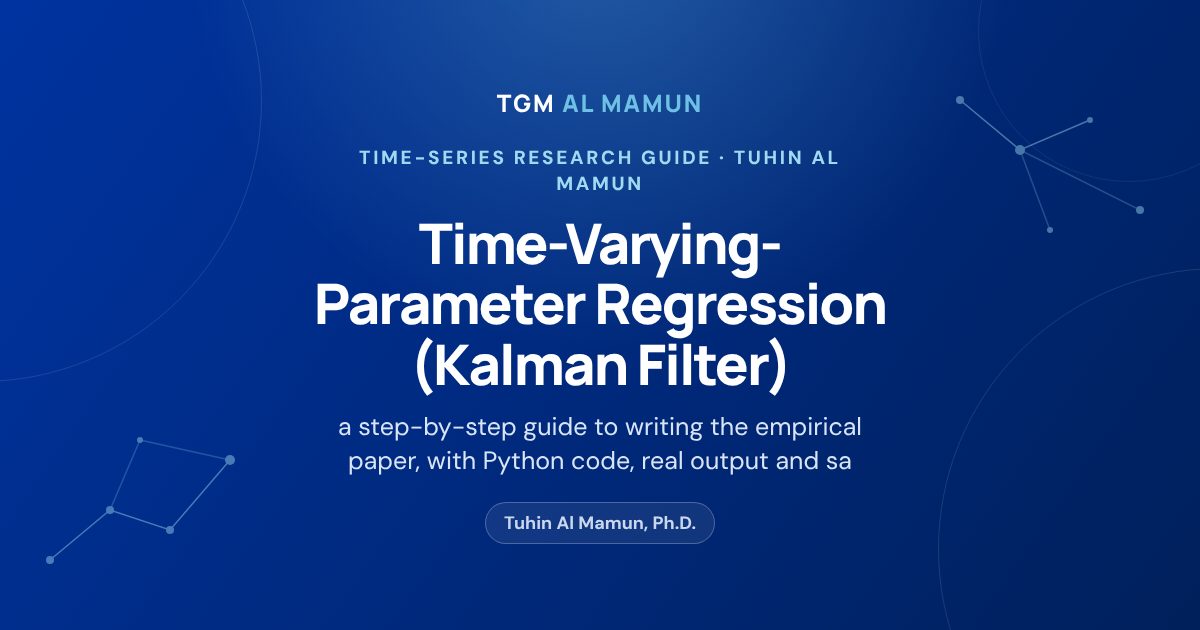 TGM AL MAMUN
TIME-SERIES RESEARCH GUIDE · TUHIN AL
MAMUN
Time-Varying-
Parameter Regression
(Kalman Filter)
a step-by-step guide to writing the empirical
paper, with Python code, real output and sa
Tuhin Al Mamun, Ph.D.